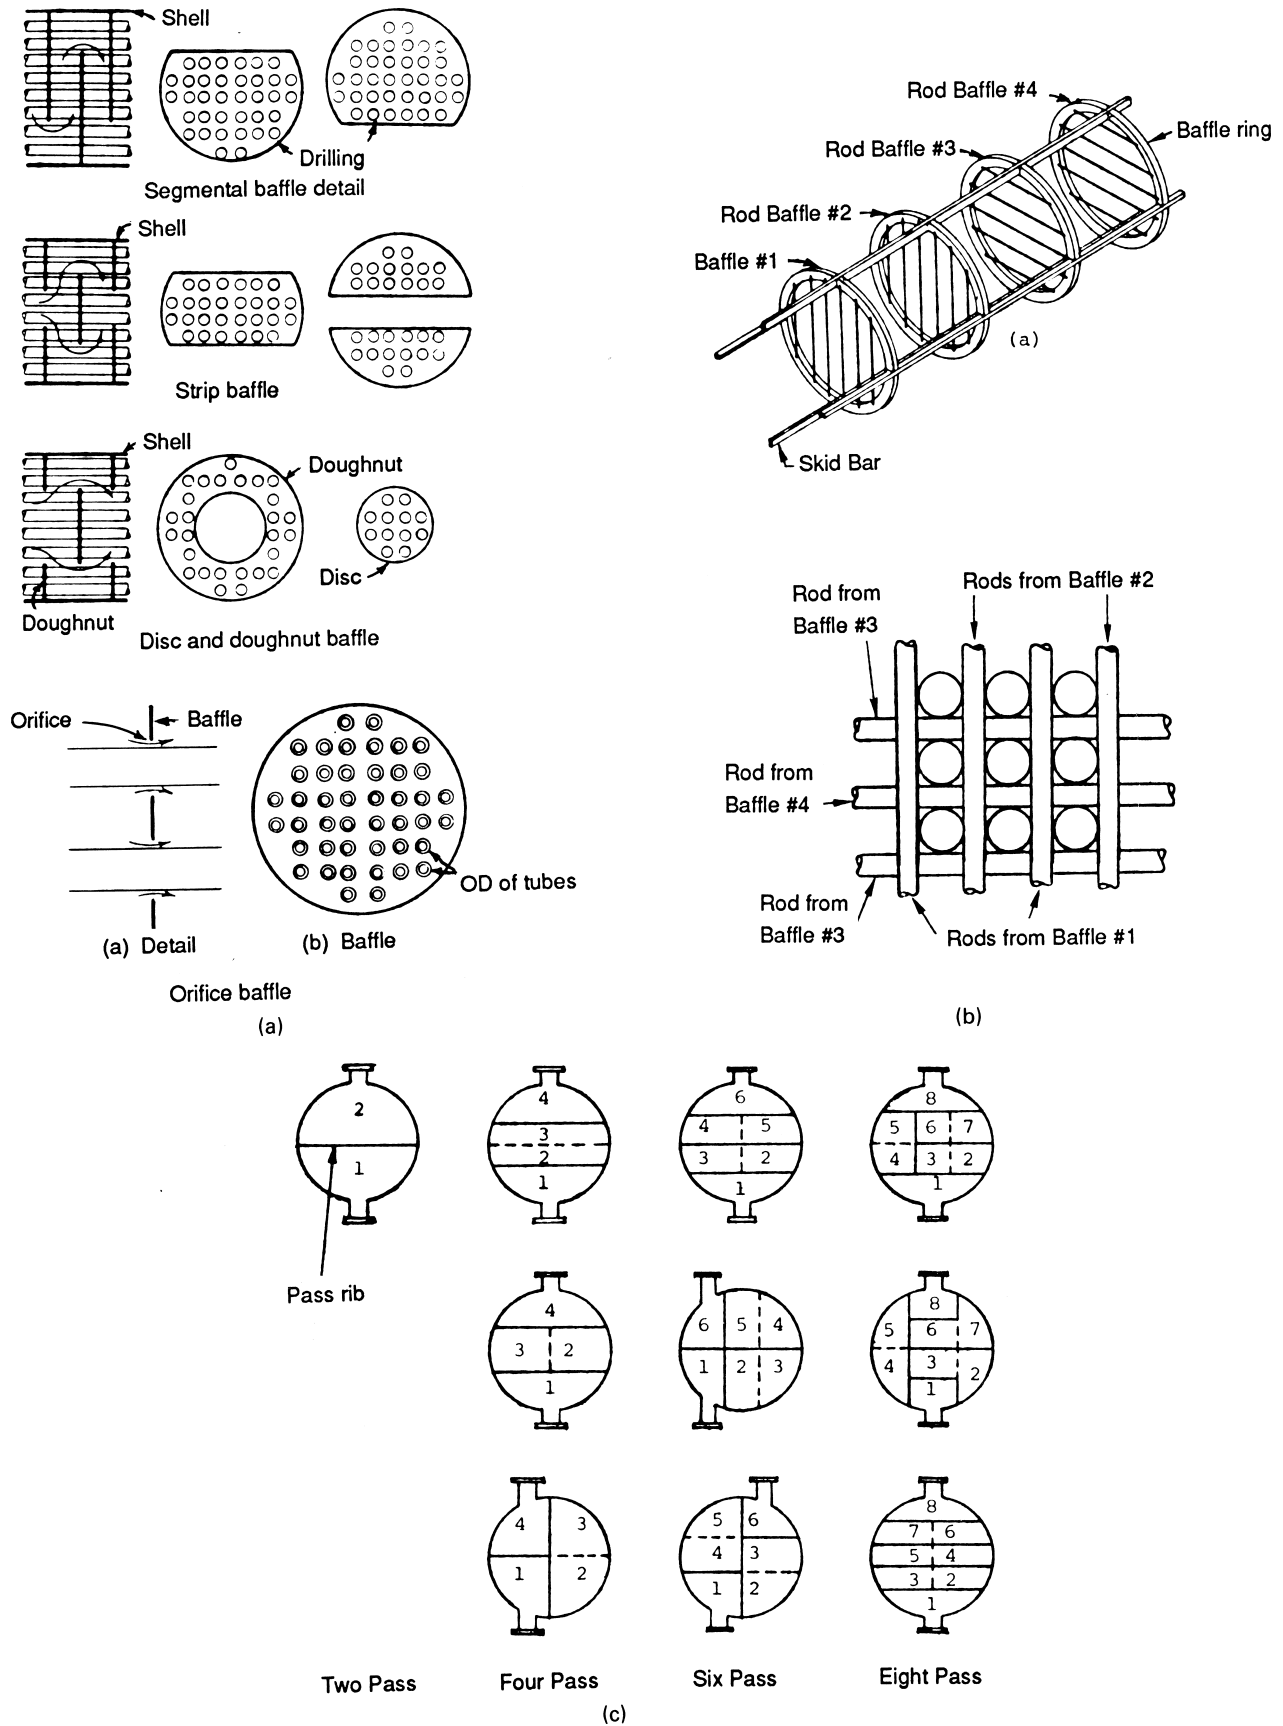 Shell
Drilling
Segmental baffle detail
Shell
Strip baffle
Shell
Doughnut
Disc
Doughnut
Disc and doughnut baffle
Orifice
Baffle
OD of tubes
(a) Detail
(b) Baffle
Orifice baffle
(a)
Rod Baffle #4
Baffle ring
Rod Baffle #3
Rod Baffle #2
Baffle #1
(a)
Skid Bar
Rods from Baffle #2
Rod from
Baffle #3
Rod from
Baffle #4
Rod from
Baffle #3
Rods from Baffle #1
(b)
2
1
Pass rib
4
3
2
1
6
4 5
3 2
1
8
5 6 7
4 3 2
1
4
3 2
1
6 5 4
1 2 3
8
5 6 7
4 3 2
1
4 3
1 2
5 6
4 3
1 2
8
7 6
5 4
3 2
1
Two Pass
Four Pass
Six Pass
Eight Pass
(c)